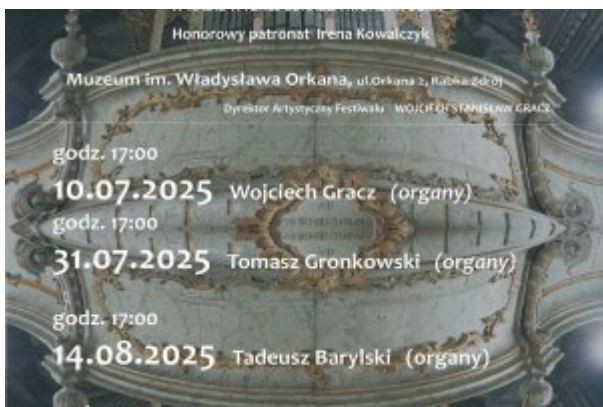 Honorowy patronat Irena Kowalczyk
Muzeum im. Władysława Orkana, ul.Orkana 2, Rabka Zdrój
Dyrektor Artystyczny Festiwalu WOJCIECH STANISŁAW GRACZ
godz. 17:00
10.07.2025 Wojciech Gracz (organy)
godz. 17:00
31.07.2025 Tomasz Gronkowski (organy)
godz. 17:00
14.08.2025 Tadeusz Barylski (organy)